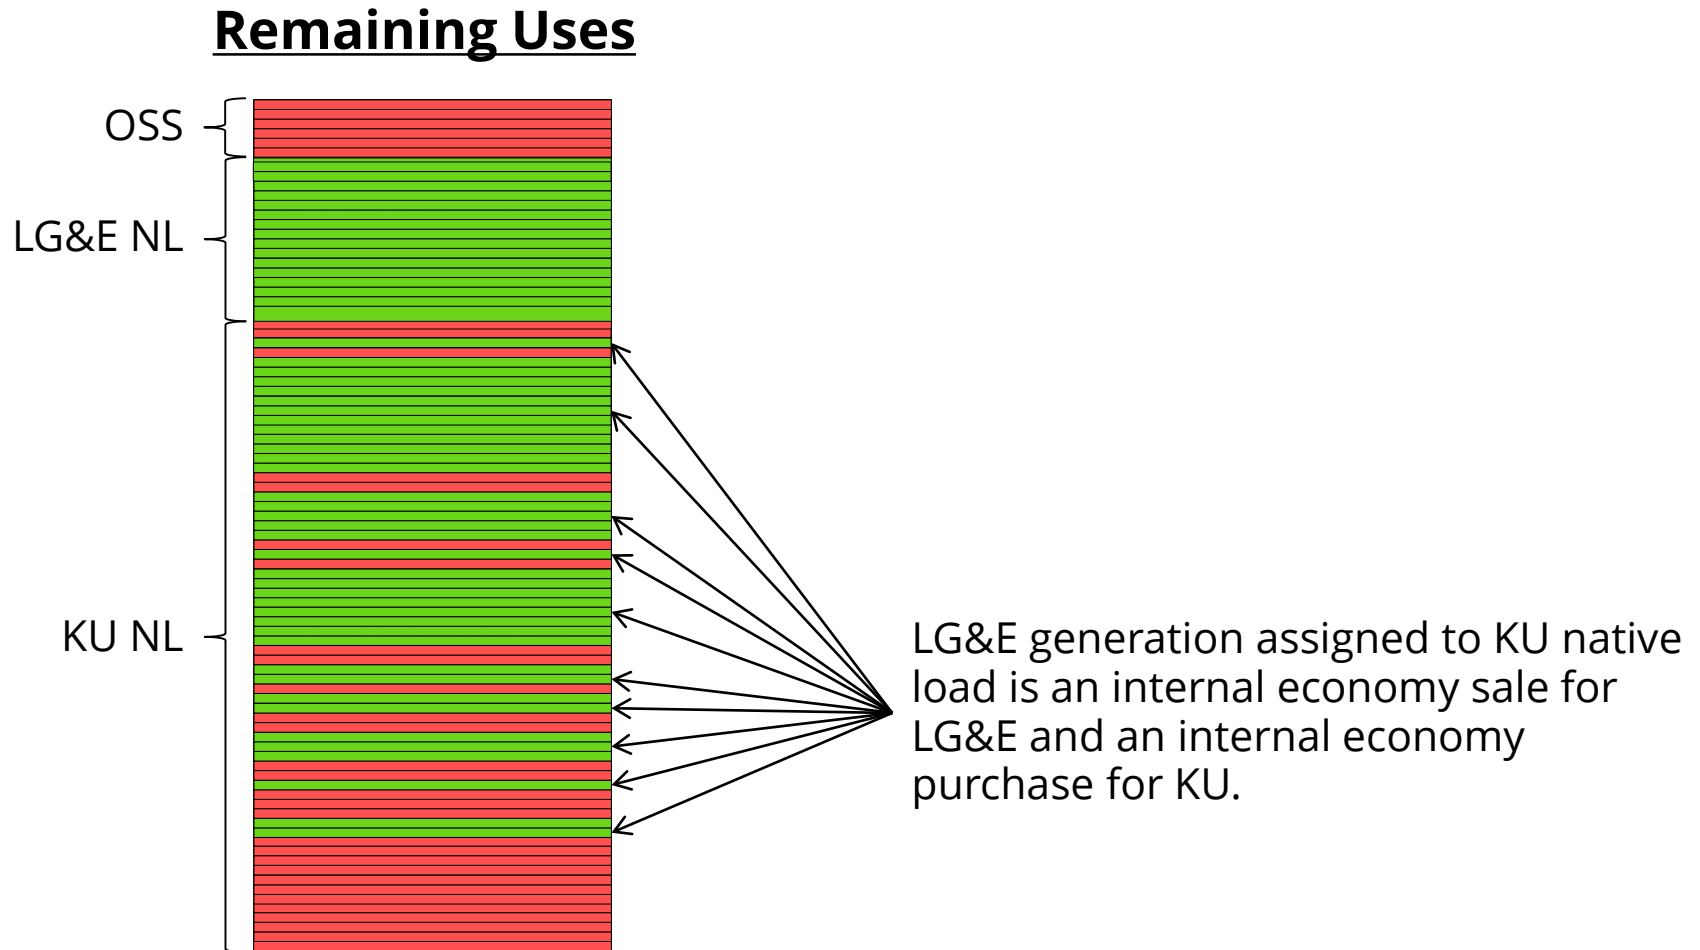 Remaining Uses
OSS
LG&E NL
KU NL
LG&E generation assigned to KU native
load is an internal economy sale for
LG&E and an internal economy
purchase for KU.